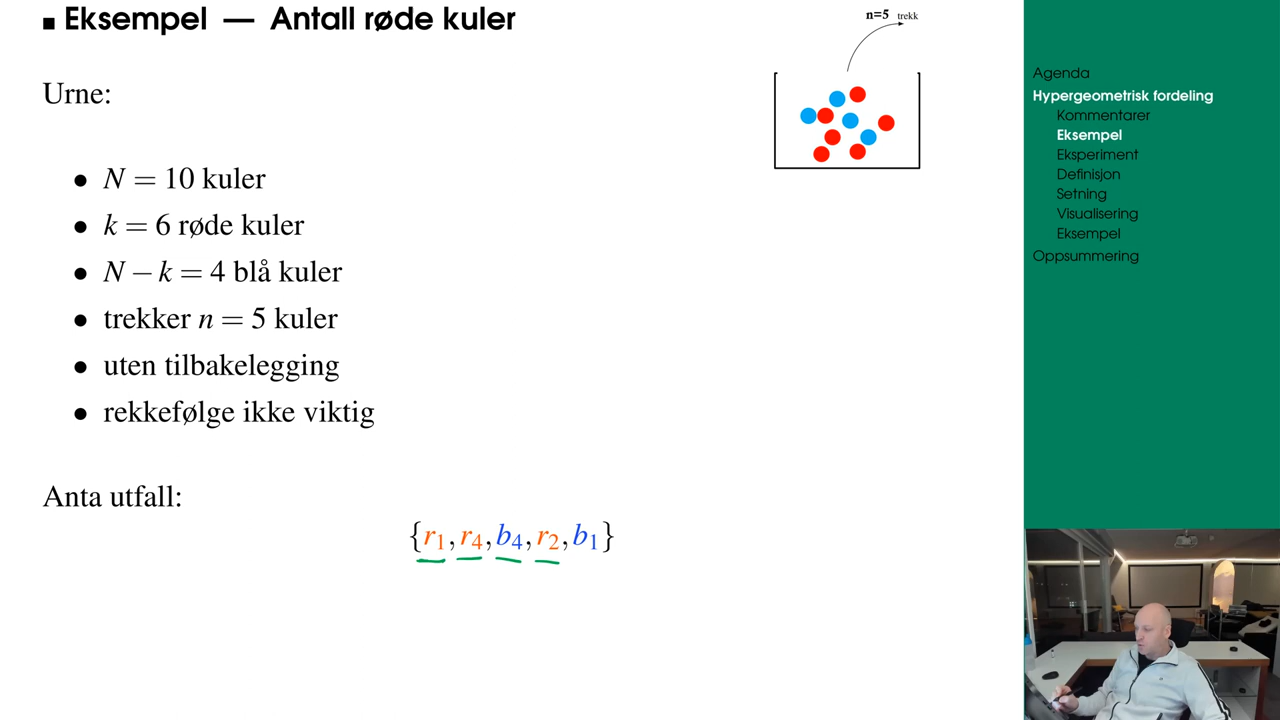 Eksempel — Antall røde kuler
n=5 trekk
Urne:
• N = 10 kuler
• k = 6 røde kuler
• N − k = 4 blå kuler
• trekker n = 5 kuler
• uten tilbakelegging
• rekkefølge ikke viktig
Anta utfall:
{r₁, r₄, b₄, r₂, b₁}
Agenda
Hypergeometrisk fordeling
Kommentarer
Eksempel
Eksperiment
Definisjon
Setning
Visualisering
Eksempel
Oppsummering